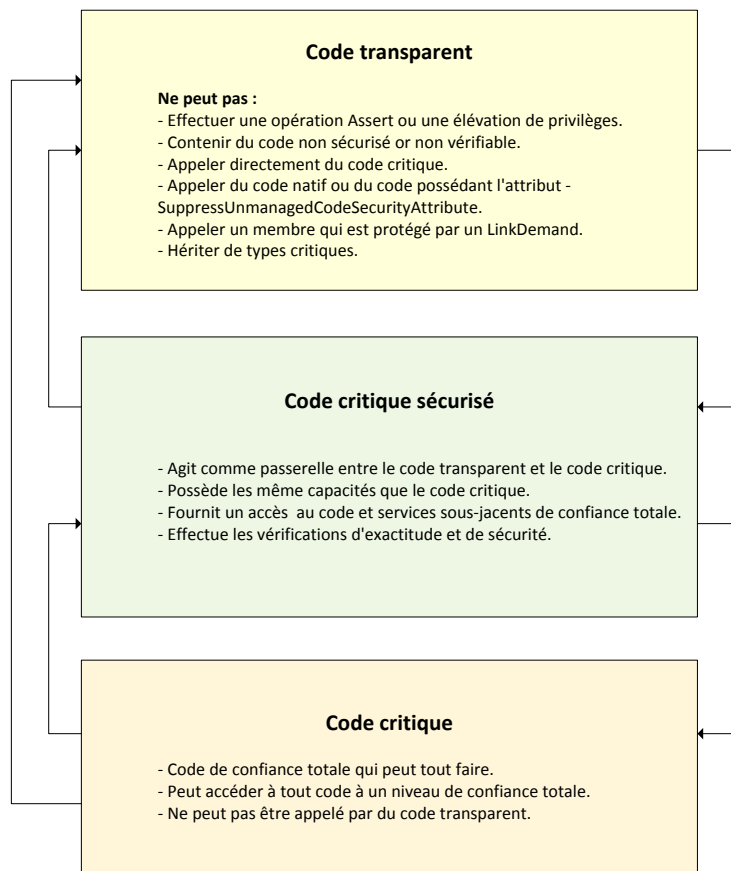 Code transparent
Ne peut pas :
- Effectuer une opération Assert ou une élévation de privilèges.
- Contenir du code non sécurisé or non vérifiable.
- Appeler directement du code critique.
- Appeler du code natif ou du code possédant l'attribut -
SuppressUnmanagedCodeSecurityAttribute.
- Appeler un membre qui est protégé par un LinkDemand.
- Hériter de types critiques.
Code critique sécurisé
- Agit comme passerelle entre le code transparent et le code critique.
- Possède les même capacités que le code critique.
- Fournit un accès  au code et services sous-jacents de confiance totale.
- Effectue les vérifications d'exactitude et de sécurité.
Code critique
- Code de confiance totale qui peut tout faire.
- Peut accéder à tout code à un niveau de confiance totale.
- Ne peut pas être appelé par du code transparent.